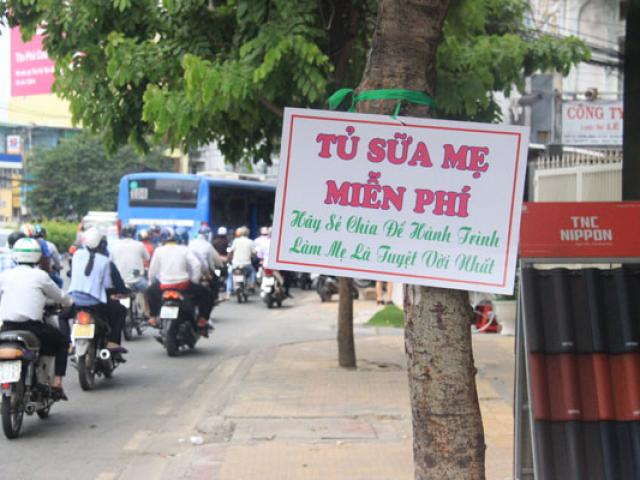 TỦ SỮA MẸ
MIỄN PHÍ
Hãy Sẻ Chia Để Hành Trình
Làm Mẹ Là Tuyệt Vời Nhất
CÔNG TY
TNC
NIPPON